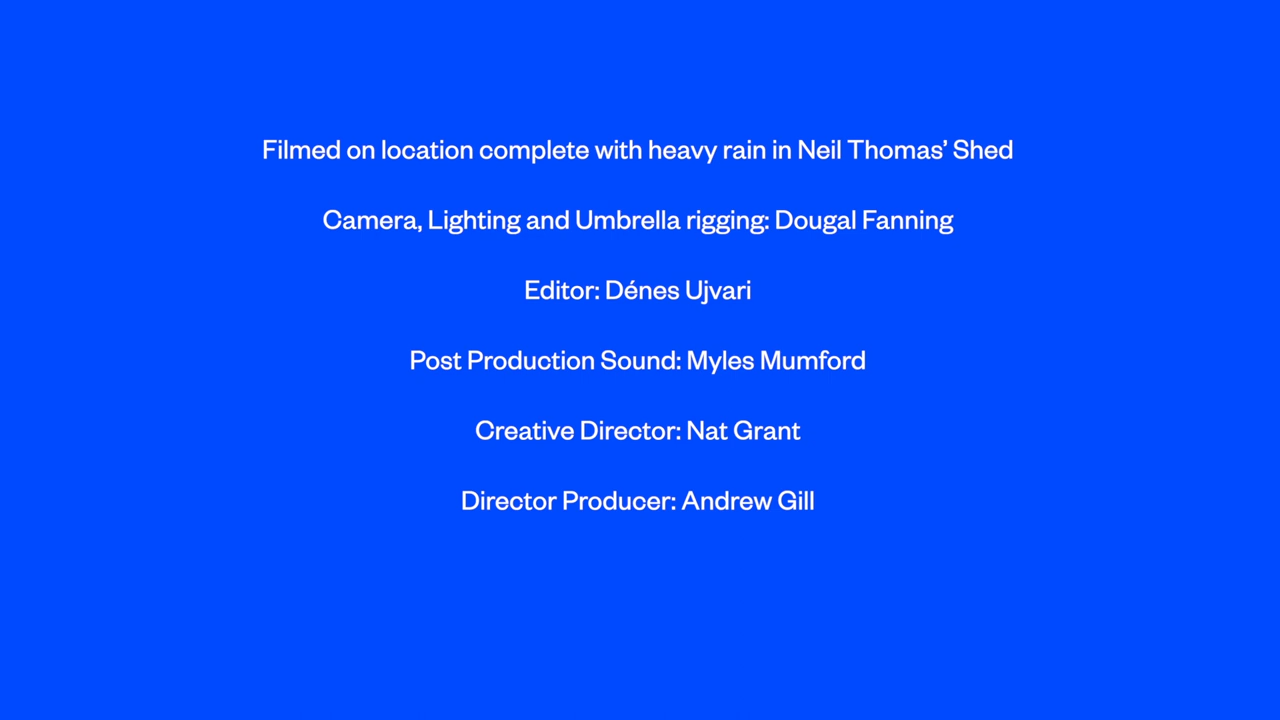 Filmed on location complete with heavy rain in Neil Thomas’ Shed
Camera, Lighting and Umbrella rigging: Dougal Fanning
Editor: Dénes Ujvari
Post Production Sound: Myles Mumford
Creative Director: Nat Grant
Director Producer: Andrew Gill